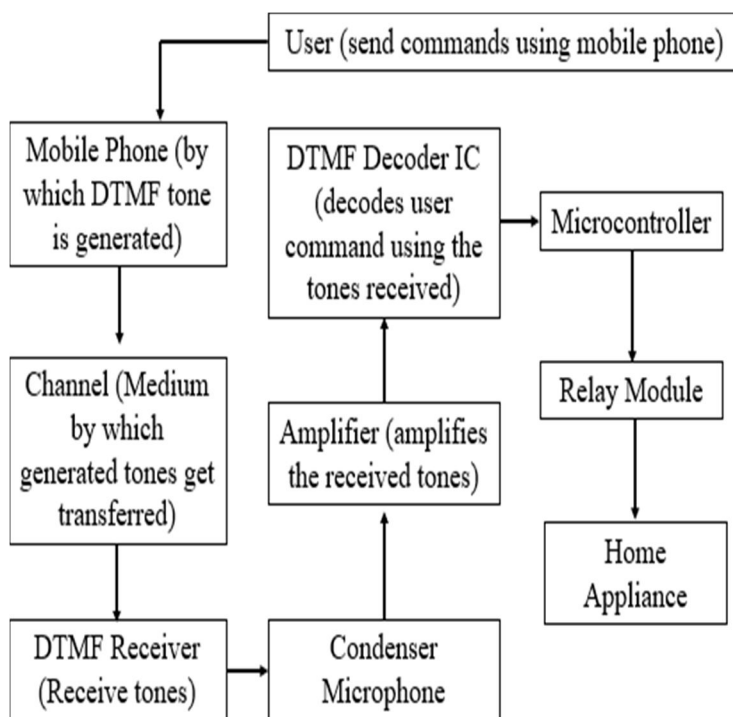 User (send commands using mobile phone)
Mobile Phone (by
which DTMF tone
is generated)
Channel (Medium
by which
generated tones get
transferred)
DTMF Receiver
(Receive tones)
Condenser
Microphone
Amplifier (amplifies
the received tones)
DTMF Decoder IC
(decodes user
command using the
tones received)
Microcontroller
Relay Module
Home
Appliance